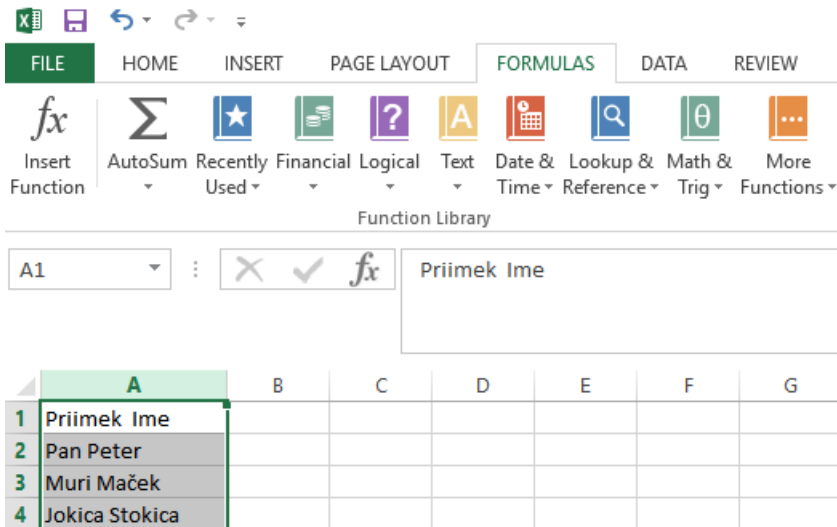 FILE HOME INSERT PAGE LAYOUT FORMULAS DATA REVIEW
fx Σ ? A θ
Insert Function
AutoSum
Recently Used
Financial
Logical
Text
Date & Time
Lookup & Reference
Math & Trig
More Functions
Function Library
A1 fx Priimek Ime
A B C D E F G
1 Priimek Ime
2 Pan Peter
3 Muri Maček
4 Jokica Stokica